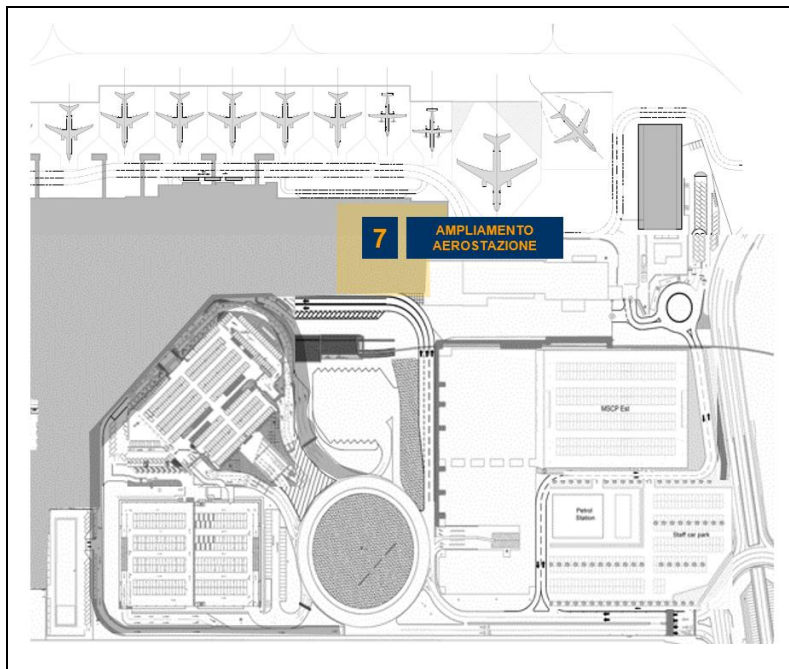 7
AMPLIAMENTO
AEROSTAZIONE
MSCP Est
Petrol
Station
Staff car park